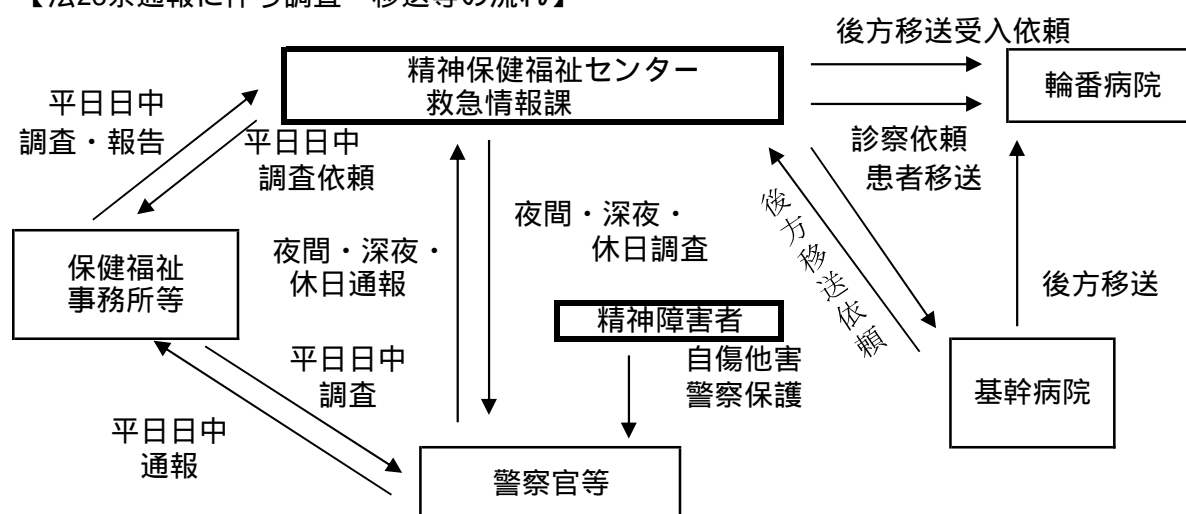 後方移送受入依頼
精神保健福祉センター
救急情報課
輪番病院
平日日中
調査・報告
平日日中
調査依頼
診察依頼
患者移送
後方移送依頼
夜間・深夜・
休日調査
夜間・深夜・
休日通報
保健福祉
事務所等
後方移送
精神障害者
自傷他害
警察保護
平日日中
調査
基幹病院
平日日中
通報
警察官等